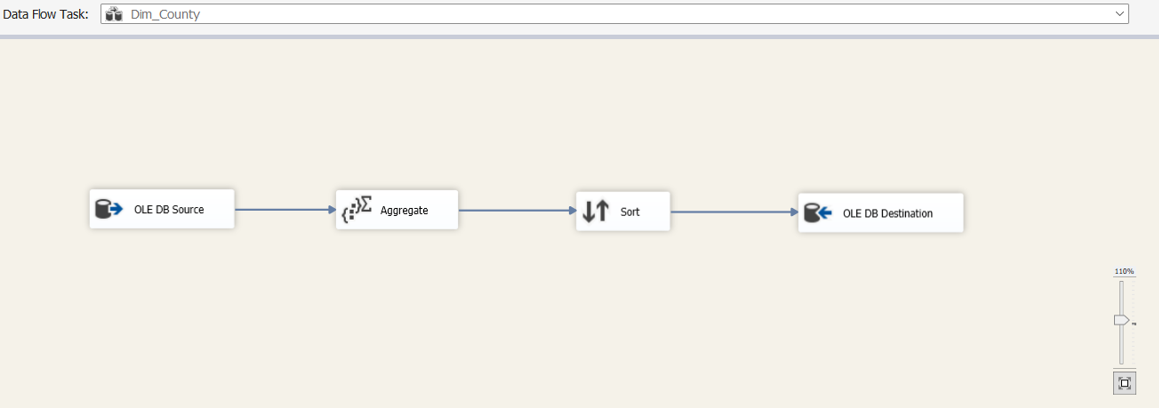 Data Flow Task: Dim_County
OLE DB Source
Aggregate
Sort
OLE DB Destination
110%